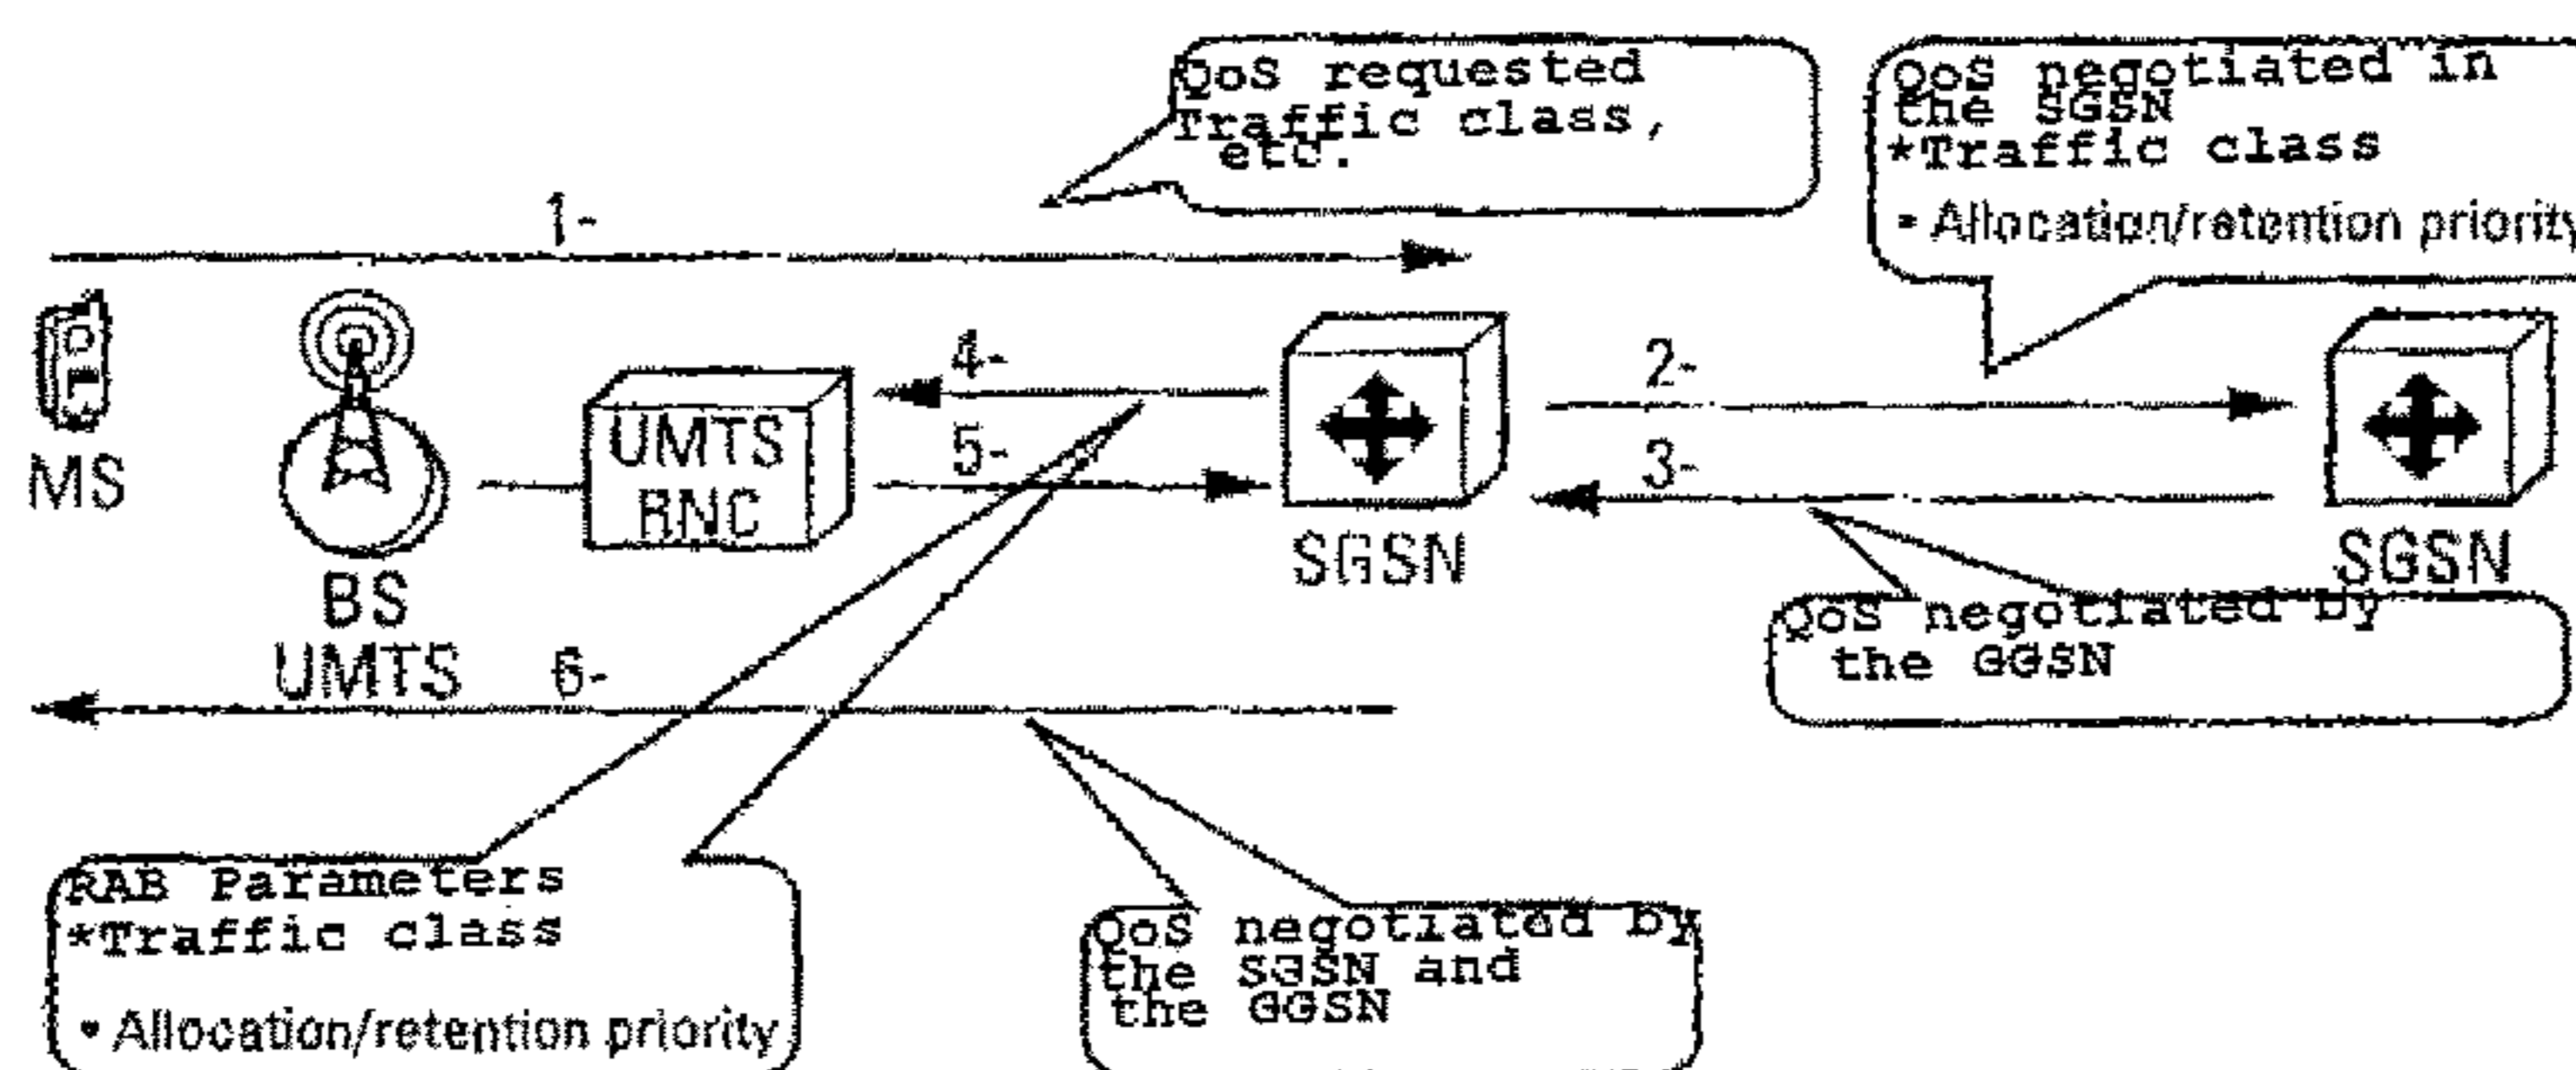 QoS requested
Traffic class,
etc.
QoS negotiated in
the SGSN
*Traffic class
• Allocation/retention priority
1-
4-
2-
UMTS
RNC
5-
3-
MS
SGSN
SGSN
BS
UMTS
6-
QoS negotiated by
the GGSN
RAB Parameters
*Traffic class
• Allocation/retention priority
QoS negotiated by
the SGSN and
the GGSN